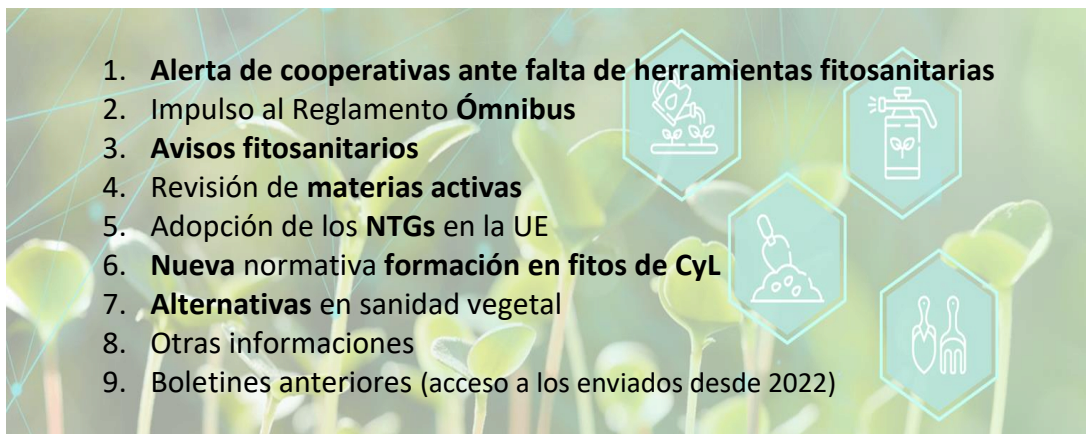 1. Alerta de cooperativas ante falta de herramientas fitosanitarias
2. Impulso al Reglamento Ómnibus
3. Avisos fitosanitarios
4. Revisión de materias activas
5. Adopción de los NTGs en la UE
6. Nueva normativa formación en fitos de CyL
7. Alternativas en sanidad vegetal
8. Otras informaciones
9. Boletines anteriores (acceso a los enviados desde 2022)